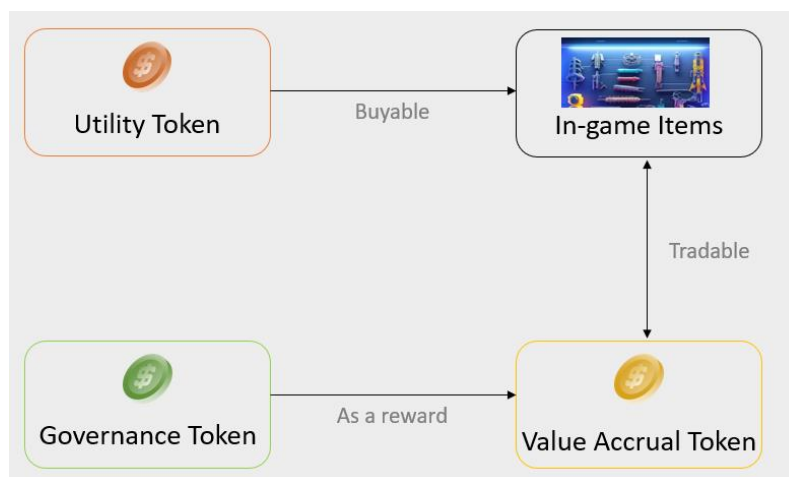 Utility Token
Buyable
In-game Items
Tradable
Governance Token
As a reward
Value Accrual Token